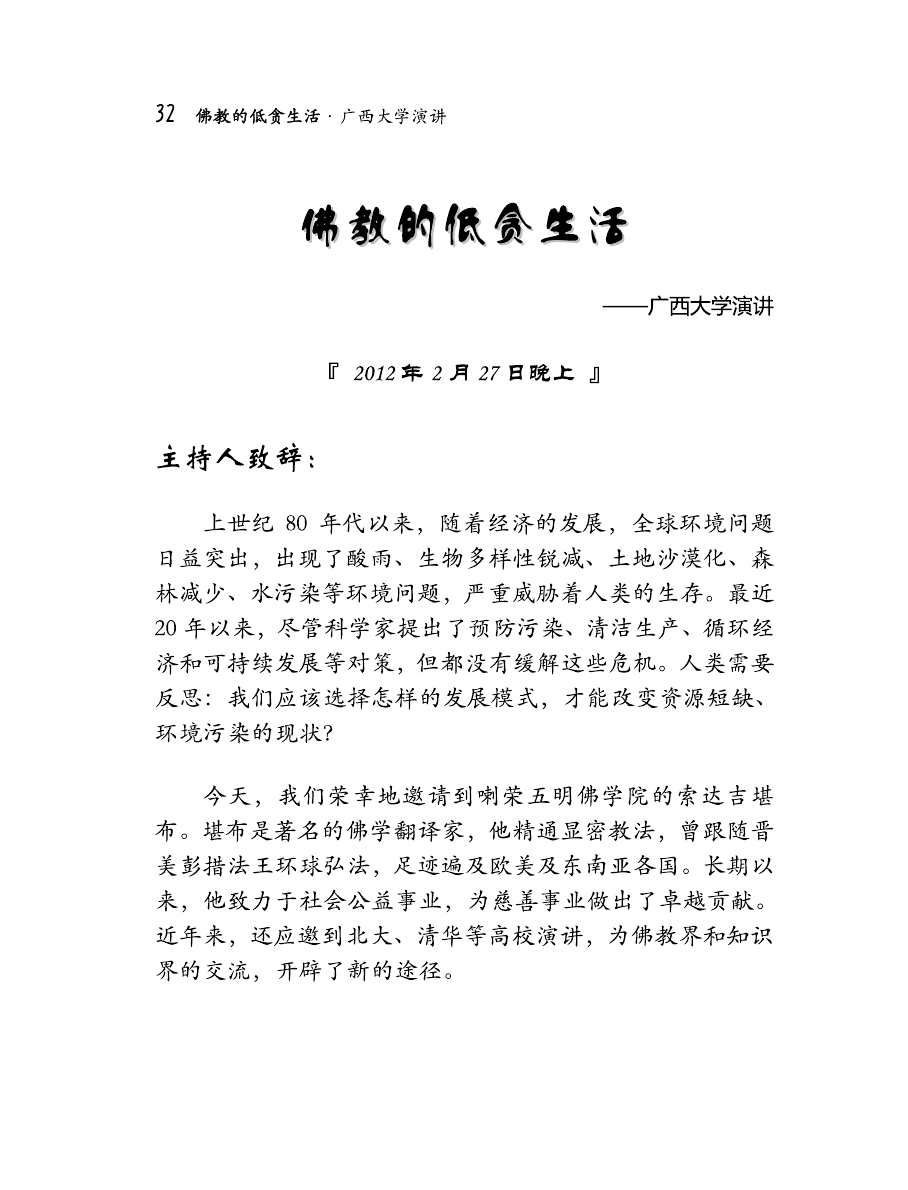 32 佛教的低贪生活·广西大学演讲
佛教的低贪生活
——广西大学演讲
『 2012 年 2 月 27 日晚上 』
主持人致辞：
上世纪 80 年代以来，随着经济的发展，全球环境问题
日益突出，出现了酸雨、生物多样性锐减、土地沙漠化、森
林减少、水污染等环境问题，严重威胁着人类的生存。最近
20 年以来，尽管科学家提出了预防污染、清洁生产、循环经
济和可持续发展等对策，但都没有缓解这些危机。人类需要
反思：我们应该选择怎样的发展模式，才能改变资源短缺、
环境污染的现状？
今天，我们荣幸地邀请到喇荣五明佛学院的索达吉堪
布。堪布是著名的佛学翻译家，他精通显密教法，曾跟随晋
美彭措法王环球弘法，足迹遍及欧美及东南亚各国。长期以
来，他致力于社会公益事业，为慈善事业做出了卓越贡献。
近年来，还应邀到北大、清华等高校演讲，为佛教界和知识
界的交流，开辟了新的途径。